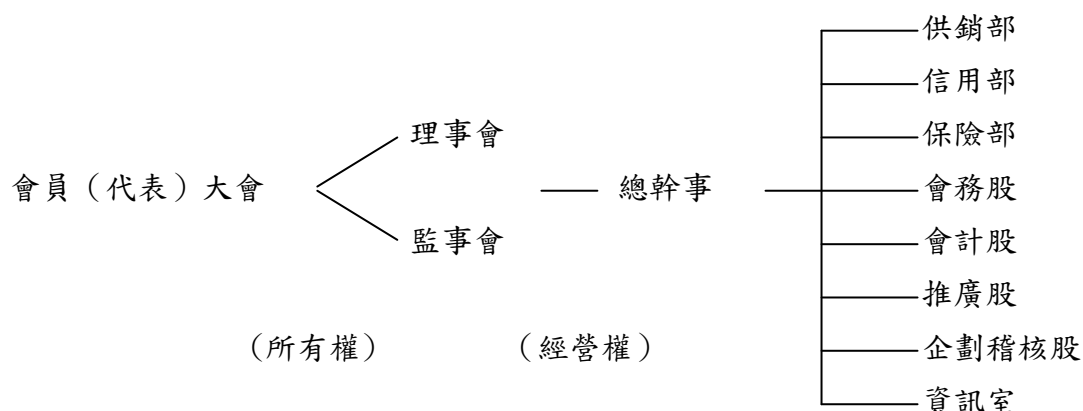 供銷部
信用部
理事會
保險部
會員（代表）大會
總幹事
會務股
監事會
會計股
推廣股
（所有權）
（經營權）
企劃稽核股
資訊室